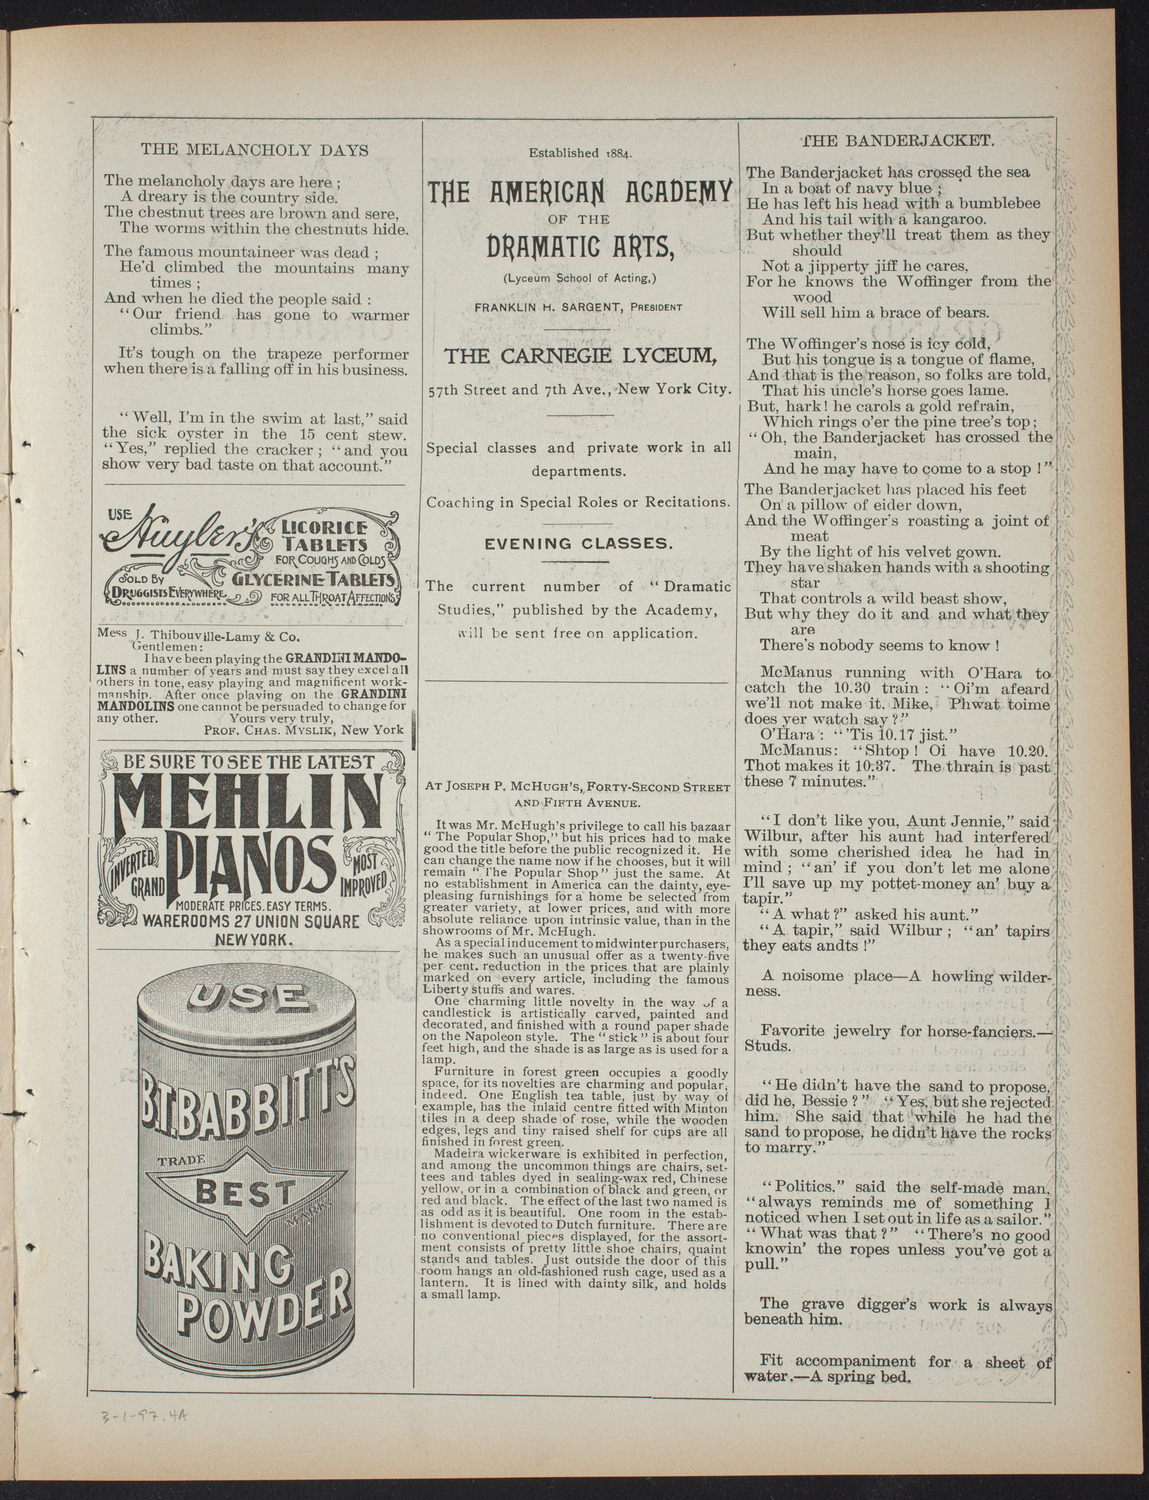 THE MELANCHOLY DAYS
The melancholy days are here ;
A dreary is the country side.
The chestnut trees are brown and sere,
The worms within the chestnuts hide.
The famous mountaineer was dead ;
He'd climbed the mountains many
times ;
And when he died the people said :
"Our friend has gone to warmer
climbs."
It's tough on the trapeze performer
when there is a falling off in his business.
"Well, I'm in the swim at last," said
the sick oyster in the 15 cent stew.
"Yes," replied the cracker ; "and you
show very bad taste on that account."
USE Huyler's LICORICE
TABLETS
FOR COUGHS AND COLDS
SOLD BY
DRUGGISTS EVERYWHERE
GLYCERINE TABLETS
FOR ALL THROAT AFFECTIONS
Mess J. Thibouville-Lamy & Co.
Gentlemen:
I have been playing the GRANDINI MANDO-
LINS a number of years and must say they excel all
others in tone, easy playing and magnificent work-
manship. After once playing on the GRANDINI
MANDOLINS one cannot be persuaded to change for
any other. Yours very truly,
PROF. CHAS. MYSLIK, New York
BE SURE TO SEE THE LATEST
MEHLIN
PIANOS
INVERTED
GRAND
MOST
IMPROVED
MODERATE PRICES. EASY TERMS.
WAREROOMS 27 UNION SQUARE
NEW YORK.
USE
B.T. BABBITT'S
TRADE
BEST
MARK
BAKING
POWDER
3-1-97.4A
Established 1884.
THE AMERICAN ACADEMY
OF THE
DRAMATIC ARTS,
(Lyceum School of Acting,)
FRANKLIN H. SARGENT, PRESIDENT
THE CARNEGIE LYCEUM,
57th Street and 7th Ave., New York City.
Special classes and private work in all
departments.
Coaching in Special Roles or Recitations.
EVENING CLASSES.
The current number of "Dramatic
Studies," published by the Academy,
will be sent free on application.
AT JOSEPH P. MCHUGH'S, FORTY-SECOND STREET
AND FIFTH AVENUE.
It was Mr. McHugh's privilege to call his bazaar
"The Popular Shop," but his prices had to make
good the title before the public recognized it. He
can change the name now if he chooses, but it will
remain "The Popular Shop" just the same. At
no establishment in America can the dainty, eye-
pleasing furnishings for a home be selected from
greater variety, at lower prices, and with more
absolute reliance upon intrinsic value, than in the
showrooms of Mr. McHugh.
As a special inducement to midwinter purchasers,
he makes such an unusual offer as a twenty-five
per cent. reduction in the prices that are plainly
marked on every article, including the famous
Liberty stuffs and wares.
One charming little novelty in the way of a
candlestick is artistically carved, painted and
decorated, and finished with a round paper shade
on the Napoleon style. The "stick" is about four
feet high, and the shade is as large as is used for a
lamp.
Furniture in forest green occupies a goodly
space, for its novelties are charming and popular,
indeed. One English tea table, just by way of
example, has the inlaid centre fitted with Minton
tiles in a deep shade of rose, while the wooden
edges, legs and tiny raised shelf for cups are all
finished in forest green.
Madeira wickerware is exhibited in perfection,
and among the uncommon things are chairs, set-
tees and tables dyed in sealing-wax red, Chinese
yellow, or in a combination of black and green, or
red and black. The effect of the last two named is
as odd as it is beautiful. One room in the estab-
lishment is devoted to Dutch furniture. There are
no conventional pieces displayed, for the assort-
ment consists of pretty little shoe chairs, quaint
stands and tables. Just outside the door of this
room hangs an old-fashioned rush cage, used as a
lantern. It is lined with dainty silk, and holds
a small lamp.
THE BANDERJACKET.
The Banderjacket has crossed the sea
In a boat of navy blue ;
He has left his head with a bumblebee
And his tail with a kangaroo.
But whether they'll treat them as they
should
Not a jipperty jiff he cares,
For he knows the Woffinger from the
wood
Will sell him a brace of bears.
The Woffinger's nose is icy cold,
But his tongue is a tongue of flame,
And that is the reason, so folks are told,
That his uncle's horse goes lame.
But, hark! he carols a gold refrain,
Which rings o'er the pine tree's top;
"Oh, the Banderjacket has crossed the
main,
And he may have to come to a stop !"
The Banderjacket has placed his feet
On a pillow of eider down,
And the Woffinger's roasting a joint of
meat
By the light of his velvet gown.
They have shaken hands with a shooting
star
That controls a wild beast show,
But why they do it and and what they
are
There's nobody seems to know !
McManus running with O'Hara to
catch the 10.30 train : "Oi'm afeard
we'll not make it, Mike, Phwat toime
does yer watch say ?"
O'Hara : "'Tis 10.17 jist."
McManus: "Shtop ! Oi have 10.20.
Thot makes it 10:37. The thrain is past
these 7 minutes."
"I don't like you, Aunt Jennie," said
Wilbur, after his aunt had interfered
with some cherished idea he had in
mind ; "an' if you don't let me alone
I'll save up my pottet-money an' buy a
tapir."
"A what?" asked his aunt."
"A tapir," said Wilbur ; "an' tapirs
they eats andts !"
A noisome place—A howling wilder-
ness.
Favorite jewelry for horse-fanciers.—
Studs.
"He didn't have the sand to propose,
did he, Bessie?" "Yes, but she rejected
him. She said that while he had the
sand to propose, he didn't have the rocks
to marry."
"Politics," said the self-made man,
"always reminds me of something I
noticed when I set out in life as a sailor."
"What was that?" "There's no good
knowin' the ropes unless you've got a
pull."
The grave digger's work is always
beneath him.
Fit accompaniment for a sheet of
water.—A spring bed.